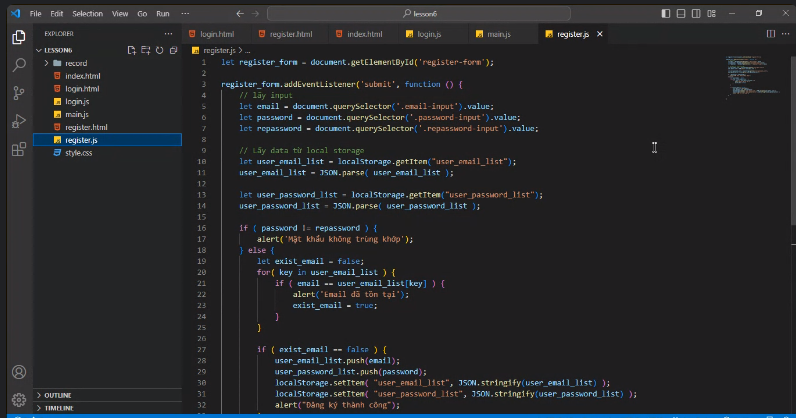 File Edit Selection View Go Run ··· lesson6
EXPLORER ···
LESSON6
record
index.html
login.html
login.js
main.js
register.html
register.js
style.css
OUTLINE
TIMELINE
login.html register.html index.html login.js main.js register.js
register.js > ...
1 let register_form = document.getElementById('register-form');
2
3 register_form.addEventListener('submit', function () {
4 // lấy input
5 let email = document.querySelector('.email-input').value;
6 let password = document.querySelector('.password-input').value;
7 let repassword = document.querySelector('.repassword-input').value;
8
9 // Lấy data từ local storage
10 let user_email_list = localStorage.getItem("user_email_list");
11 user_email_list = JSON.parse( user_email_list );
12
13 let user_password_list = localStorage.getItem("user_password_list");
14 user_password_list = JSON.parse( user_password_list );
15
16 if ( password != repassword ) {
17 alert('Mật khẩu không trùng khớp');
18 } else {
19 let exist_email = false;
20 for( key in user_email_list ) {
21 if ( email == user_email_list[key] ) {
22 alert('Email đã tồn tại');
23 exist_email = true;
24 }
25 }
26
27 if ( exist_email == false ) {
28 user_email_list.push(email);
29 user_password_list.push(password);
30 localStorage.setItem( "user_email_list", JSON.stringify(user_email_list) );
31 localStorage.setItem( "user_password_list", JSON.stringify(user_password_list) );
32 alert("Đăng ký thành công");